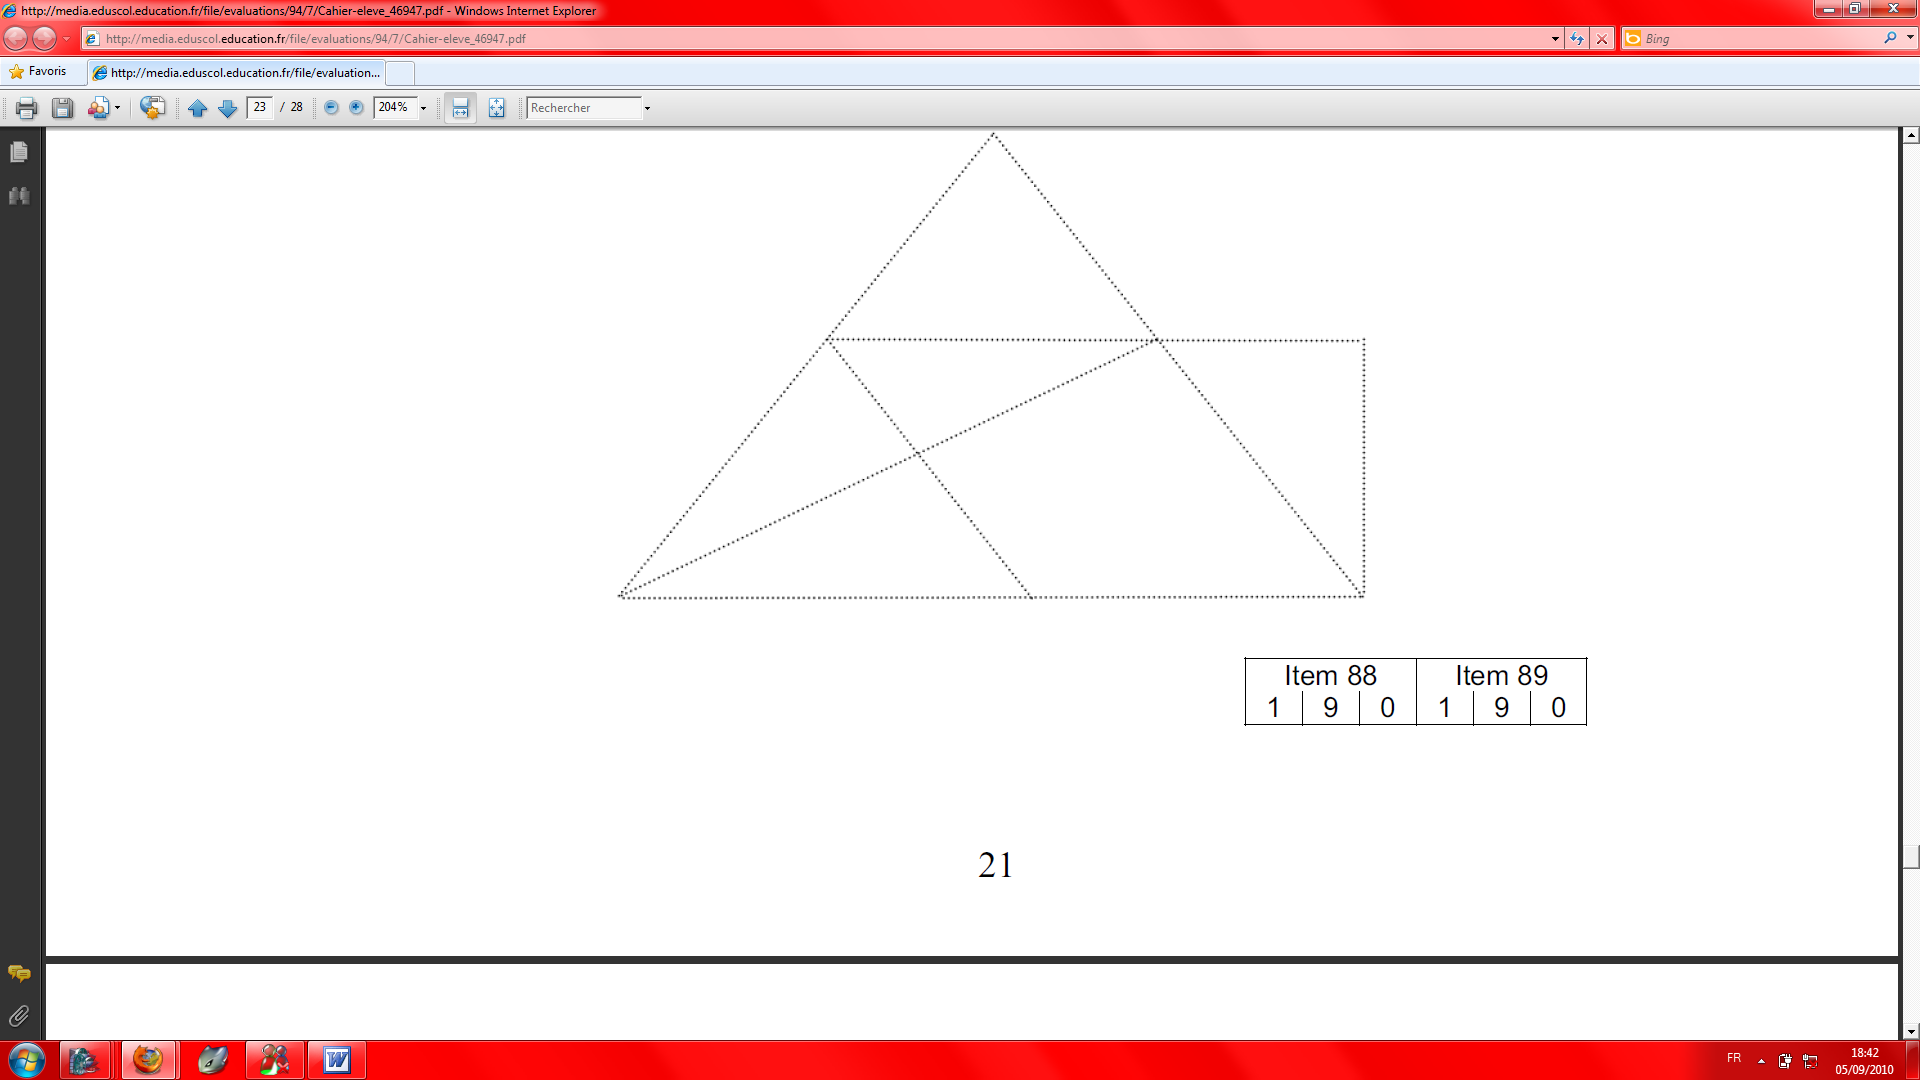 http://media.eduscol.education.fr/file/evaluations/94/7/Cahier-eleve_46947.pdf - Windows Internet Explorer
http://media.eduscol.education.fr/file/evaluations/94/7/Cahier-eleve_46947.pdf
Bing
Favoris
http://media.eduscol.education.fr/file/evaluation...
23 / 28
204%
Rechercher
Item 88 Item 89
1 9 0 1 9 0
21
FR
18:42
05/09/2010